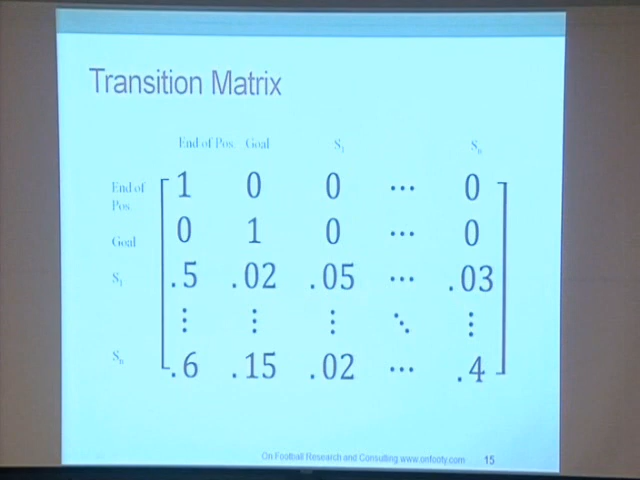 Transition Matrix
End of Pos Goal S₁ Sₙ
End of Pos. 1 0 0 ⋯ 0
Goal 0 1 0 ⋯ 0
S₁ .5 .02 .05 ⋯ .03
⋮ ⋮ ⋮ ⋱ ⋮
Sₙ .6 .15 .02 ⋯ .4
On Football Research and Consulting www.onfooty.com 15